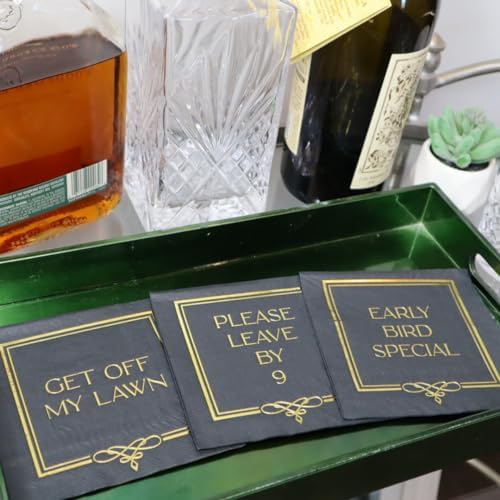 GET OFF
MY LAWN
PLEASE
LEAVE
BY
9
EARLY
BIRD
SPECIAL